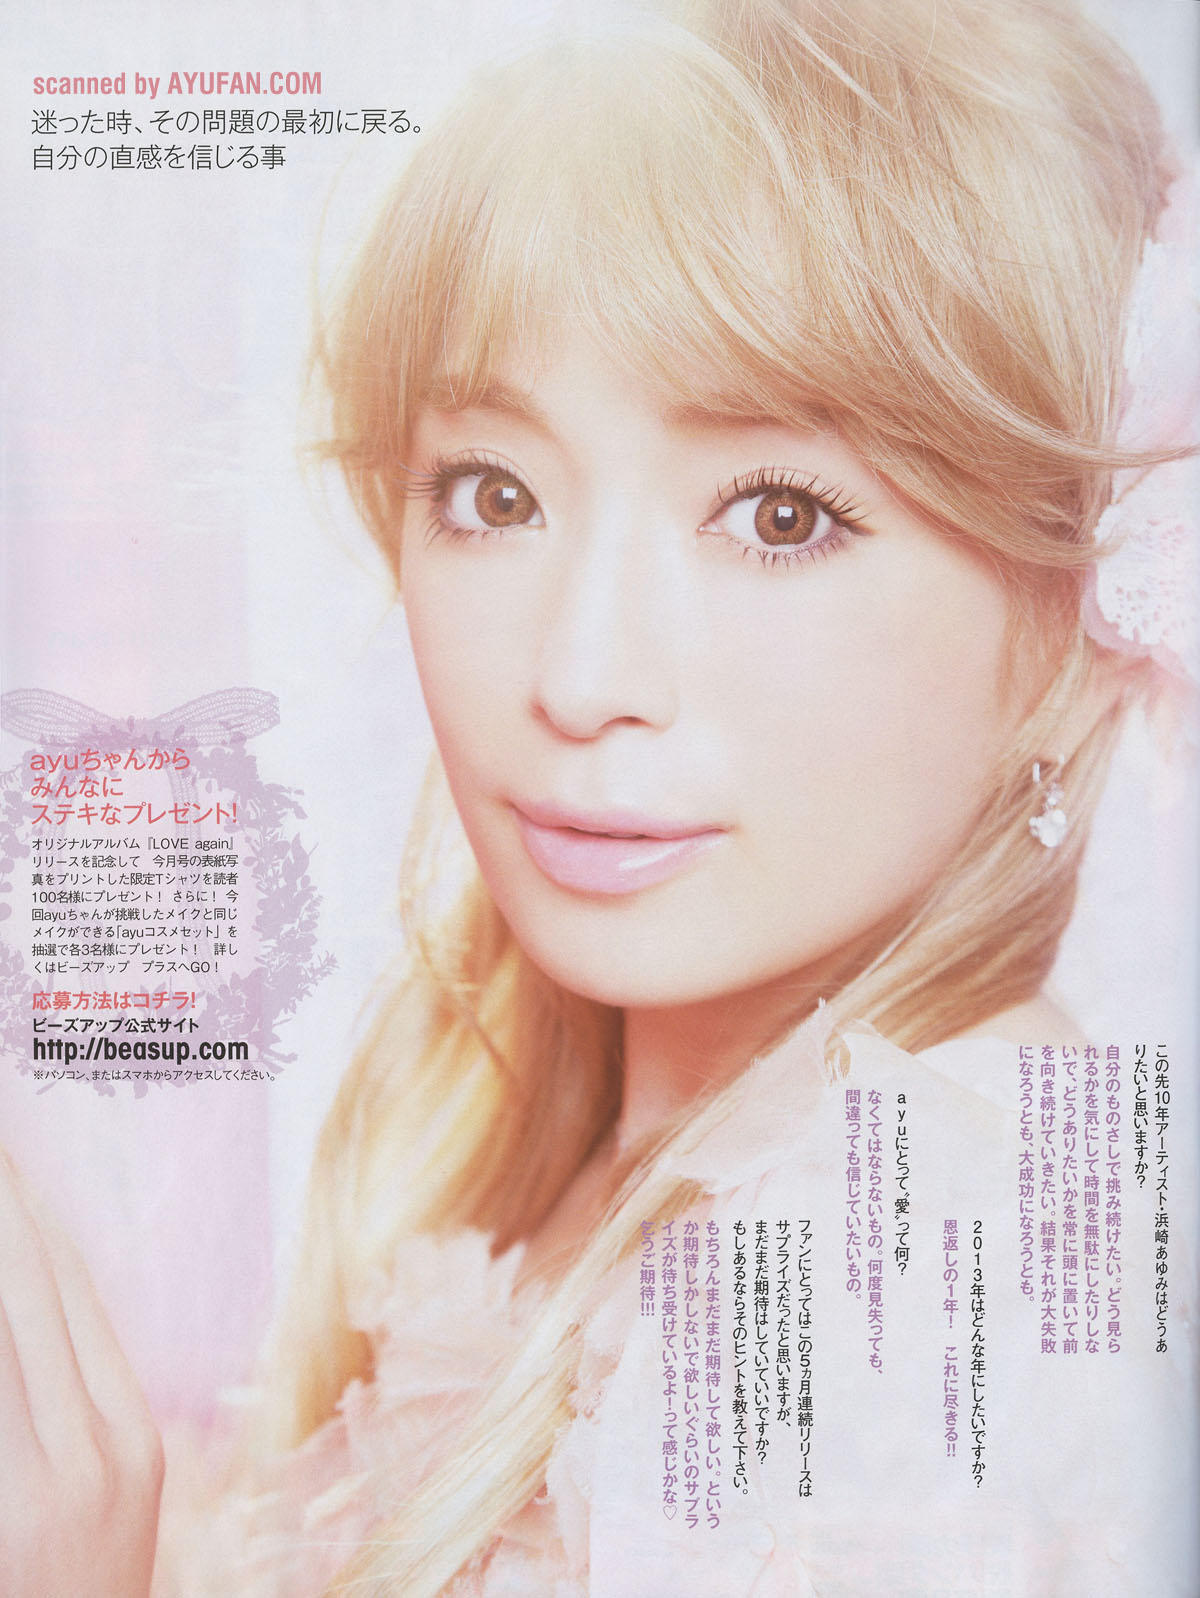 scanned by AYUFAN.COM
迷った時、その問題の最初に戻る。
自分の直感を信じる事
この先10年アーティスト・浜崎あゆみはどうあ
りたいと思いますか？
自分のものさしで挑み続けたい。どう見ら
れるかを気にして時間を無駄にしたりしな
いで、どうありたいかを常に頭に置いて前
を向き続けていきたい。結果それが大失敗
になろうとも、大成功になろうとも。
2013年はどんな年にしたいですか？
恩返しの1年！　これに尽きる!!
ayuにとって〝愛〟って何？
なくてはならないもの。何度見失っても、
間違っても信じていたいもの。
ファンにとってはこの5ヵ月連続リリースは
サプライズだったと思いますが、
まだまだ期待はしていていいですか？
もしあるならそのヒントを教えて下さい。
もちろんまだまだ期待して欲しい。という
か期待しかしないで欲しいぐらいのサプラ
イズが待ち受けているよ！って感じかな♡
乞うご期待!!!
ayuちゃんから
みんなに
ステキなプレゼント!
オリジナルアルバム『LOVE again』
リリースを記念して　今月号の表紙写
真をプリントした限定Tシャツを読者
100名様にプレゼント！ さらに！ 今
回ayuちゃんが挑戦したメイクと同じ
メイクができる「ayuコスメセット」を
抽選で各3名様にプレゼント！　詳し
くはビーズアップ　プラスへGO！
応募方法はコチラ!
ビーズアップ公式サイト
http://beasup.com
※パソコン、またはスマホからアクセスしてください。